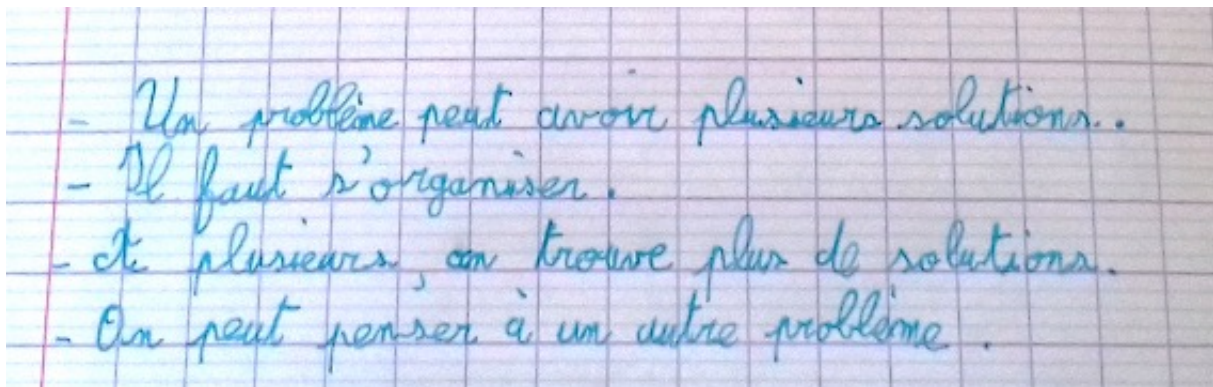 - Un problème peut avoir plusieurs solutions.
- Il faut s'organiser.
- A plusieurs, on trouve plus de solutions.
- On peut penser à un autre problème.